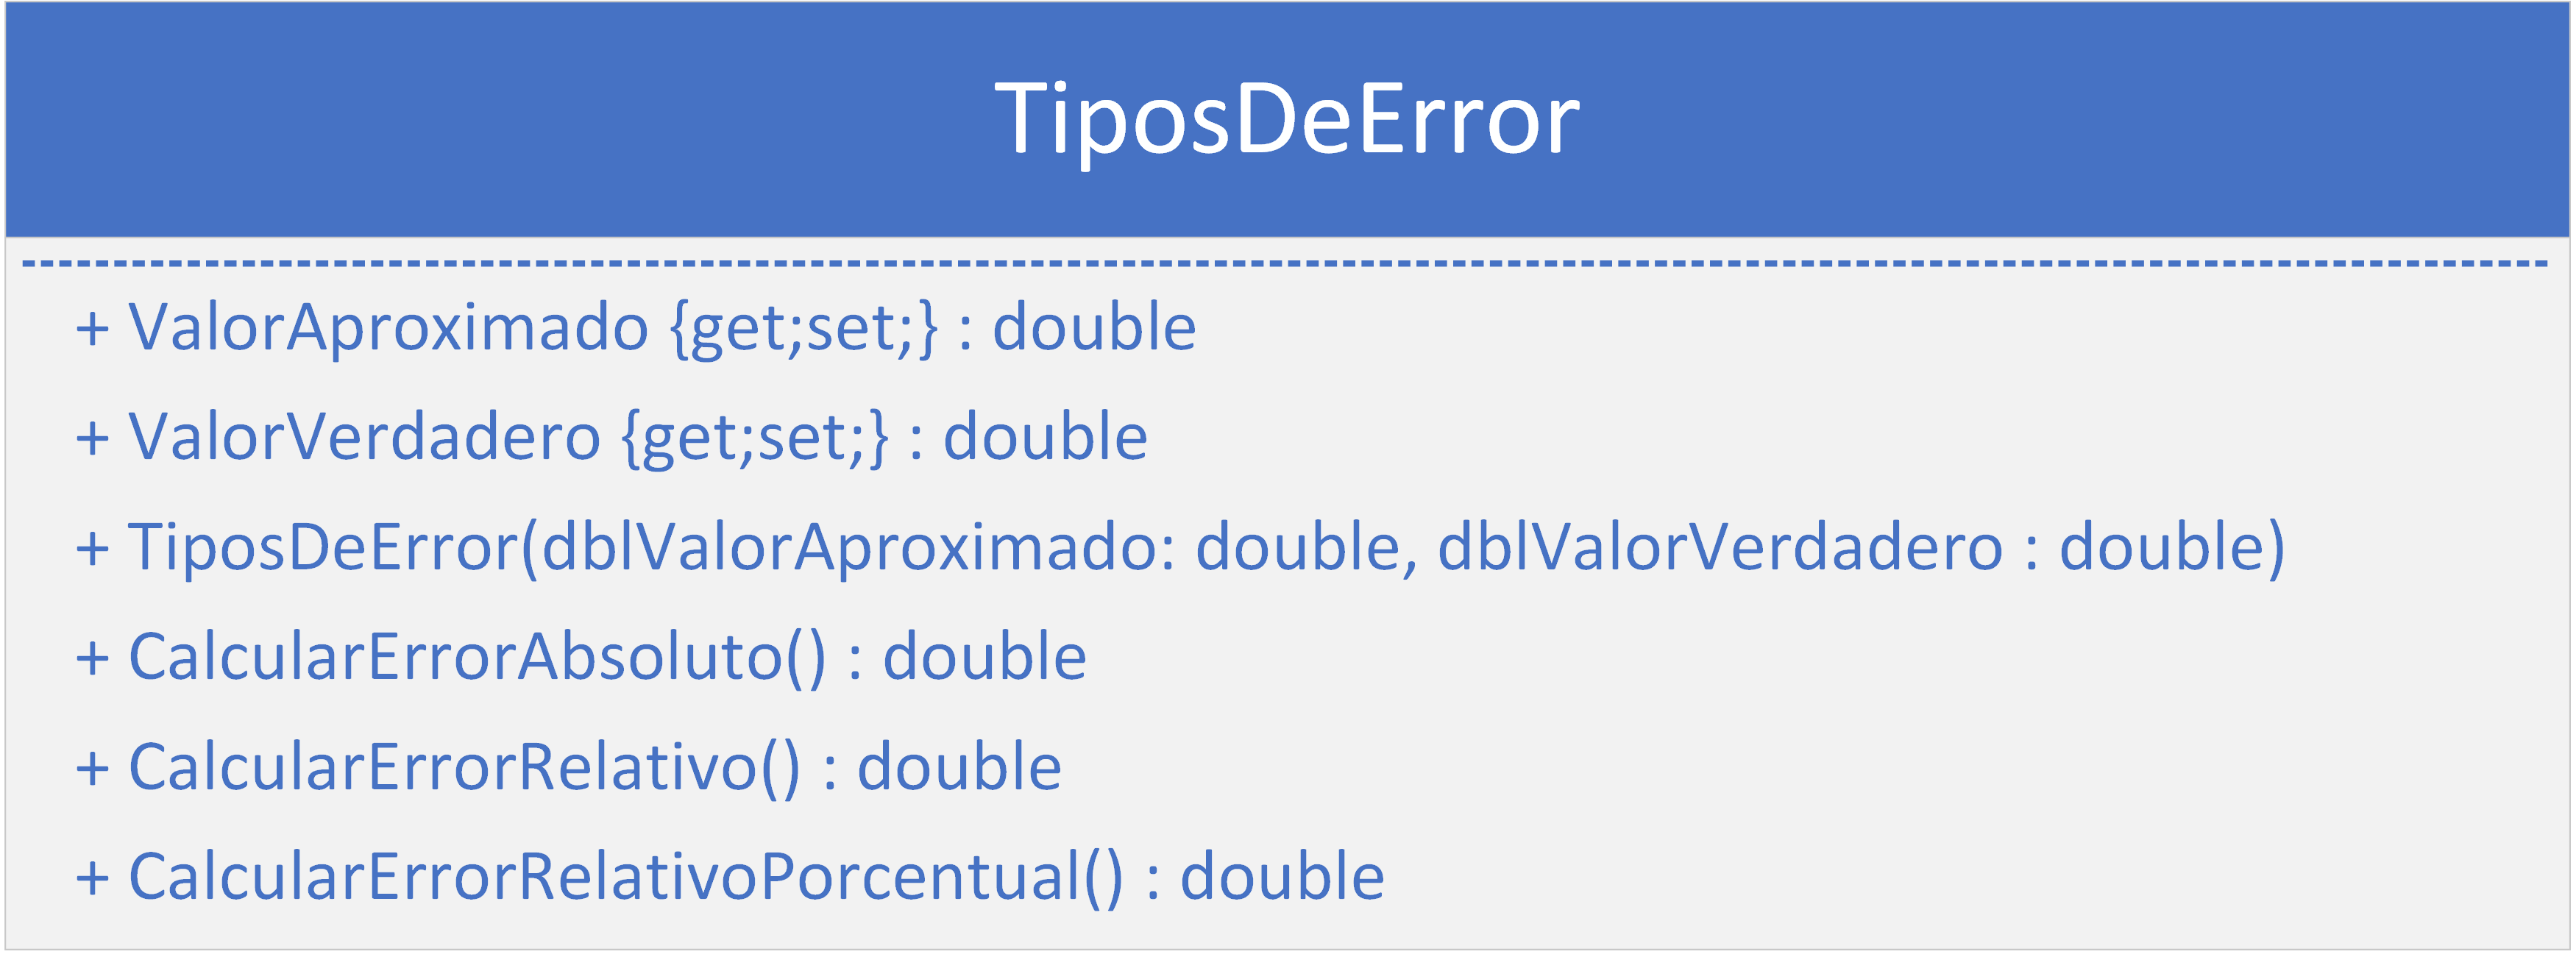 TiposDeError
+ ValorAproximado {get;set;} : double
+ ValorVerdadero {get;set;} : double
+ TiposDeError(dblValorAproximado: double, dblValorVerdadero : double)
+ CalcularErrorAbsoluto() : double
+ CalcularErrorRelativo() : double
+ CalcularErrorRelativoPorcentual() : double